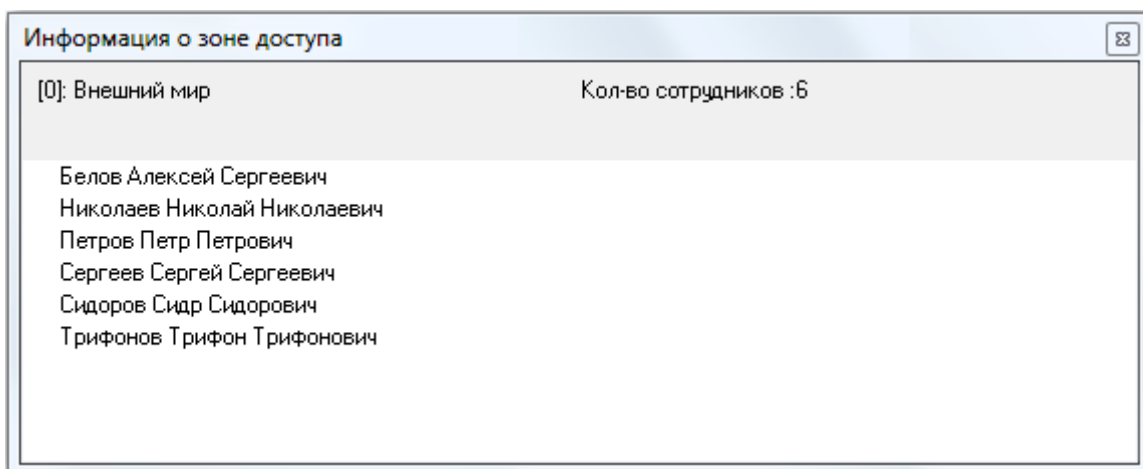 Информация о зоне доступа
[0]: Внешний мир Кол-во сотрудников :6
Белов Алексей Сергеевич
Николаев Николай Николаевич
Петров Петр Петрович
Сергеев Сергей Сергеевич
Сидоров Сидр Сидорович
Трифонов Трифон Трифонович